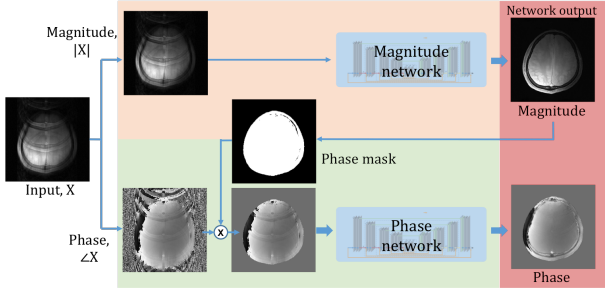 Magnitude,
|X|
Magnitude
network
Network output
Magnitude
Input, X
Phase mask
Phase,
∠X
x
Phase
network
Phase